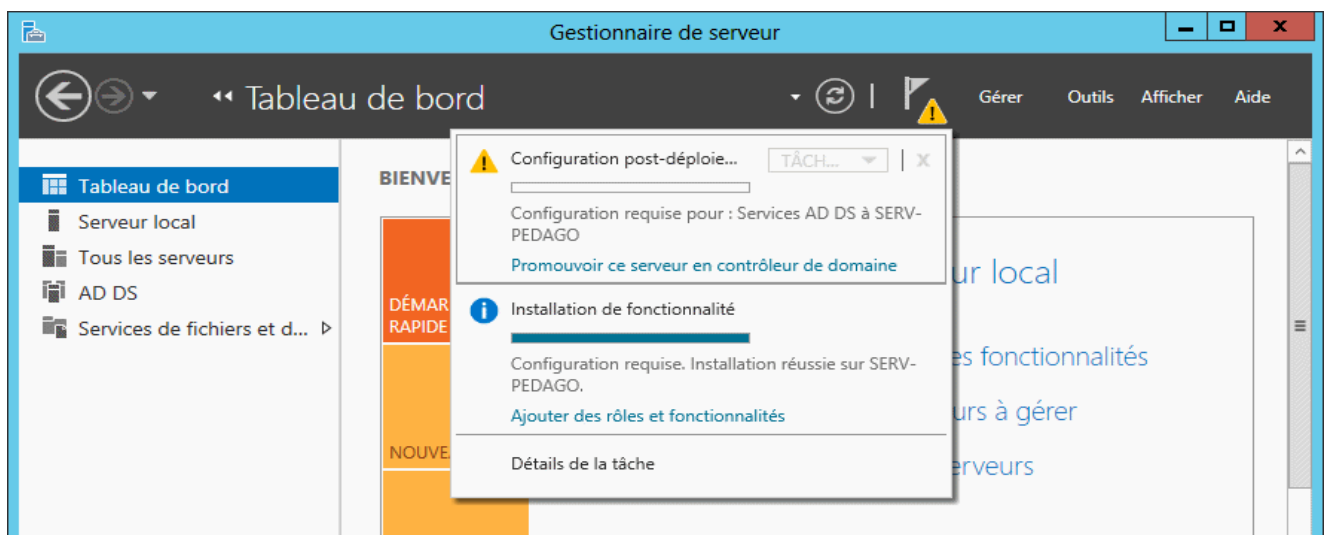 Gestionnaire de serveur
Tableau de bord
Gérer Outils Afficher Aide
Tableau de bord
Serveur local
Tous les serveurs
AD DS
Services de fichiers et d...
BIENVE
DÉMAR
RAPIDE
NOUVE
Configuration post-déploie... TÂCH...
Configuration requise pour : Services AD DS à SERV-
PEDAGO
Promouvoir ce serveur en contrôleur de domaine
Installation de fonctionnalité
Configuration requise. Installation réussie sur SERV-
PEDAGO.
Ajouter des rôles et fonctionnalités
Détails de la tâche
ur local
es fonctionnalités
urs à gérer
erveurs